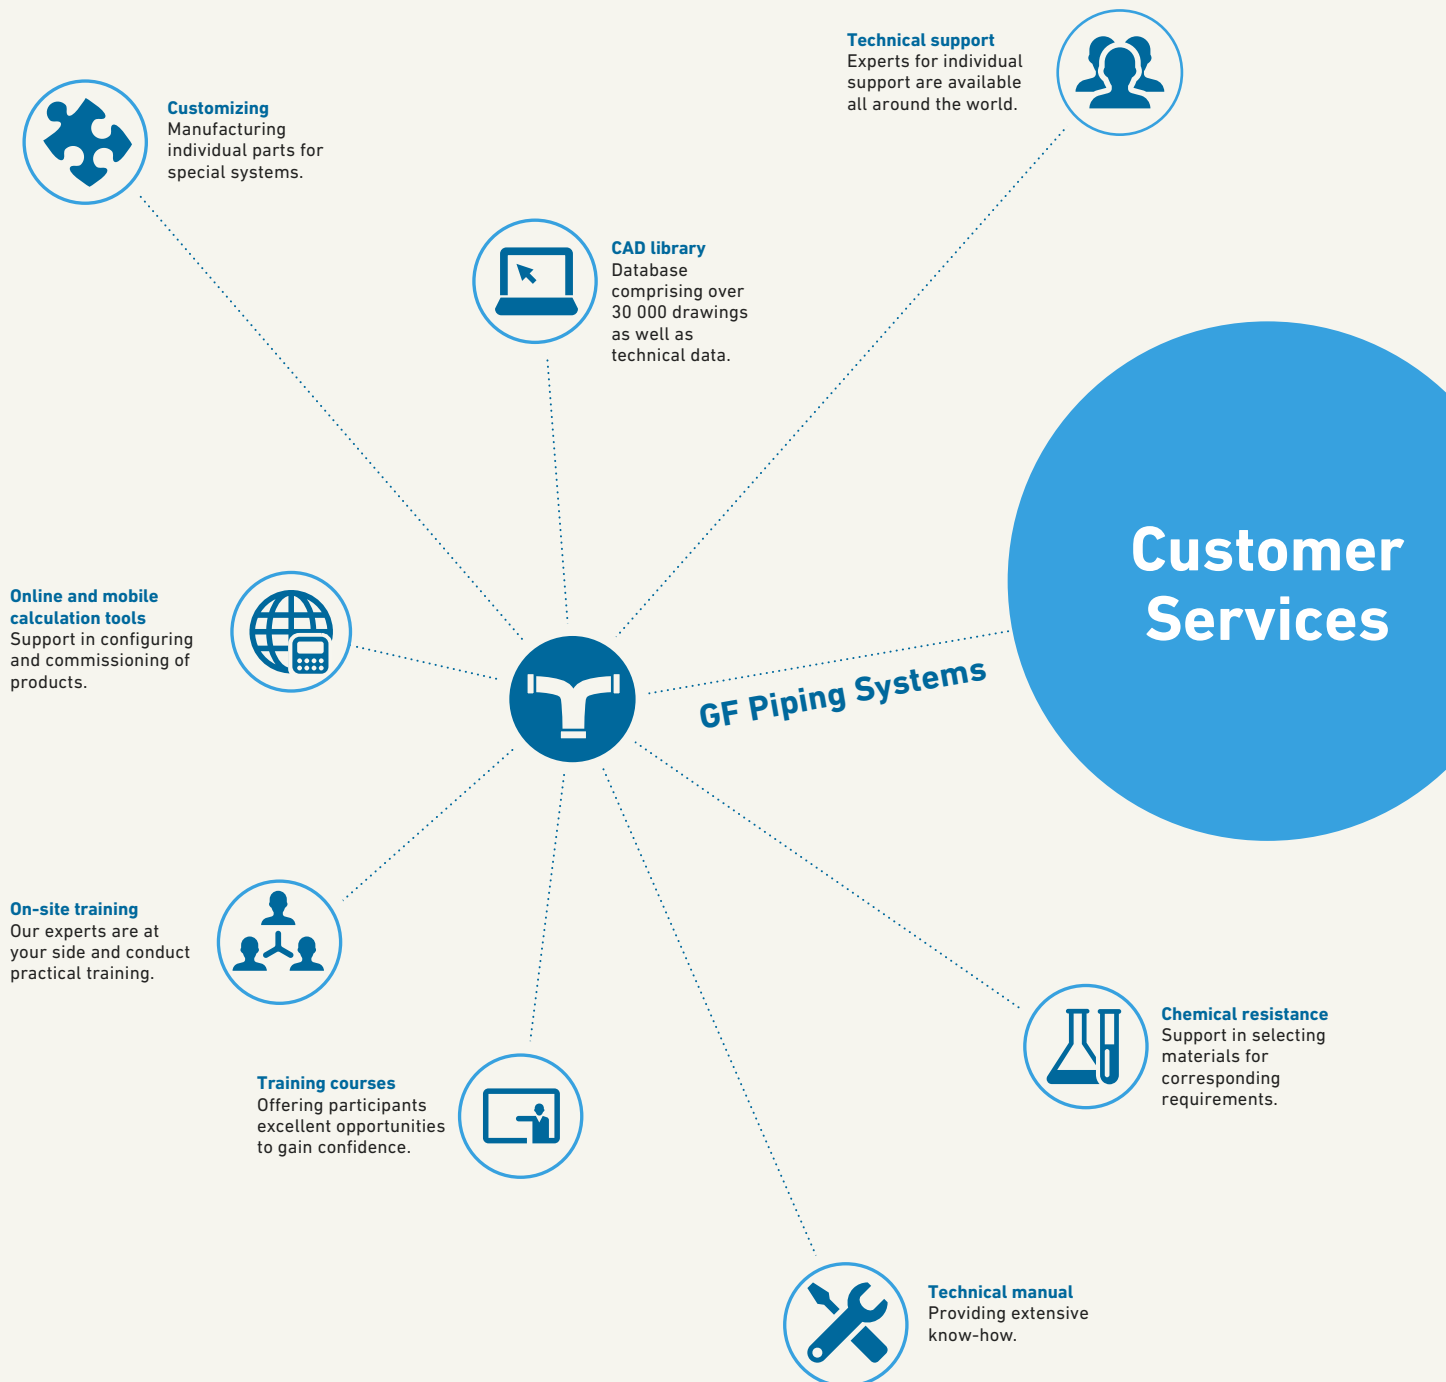 Technical support
Experts for individual
support are available
all around the world.
Customizing
Manufacturing
individual parts for
special systems.
CAD library
Database
comprising over
30 000 drawings
as well as
technical data.
Customer
Services
Online and mobile
calculation tools
Support in configuring
and commissioning of
products.
GF Piping Systems
On-site training
Our experts are at
your side and conduct
practical training.
Chemical resistance
Support in selecting
materials for
corresponding
requirements.
Training courses
Offering participants
excellent opportunities
to gain confidence.
Technical manual
Providing extensive
know-how.